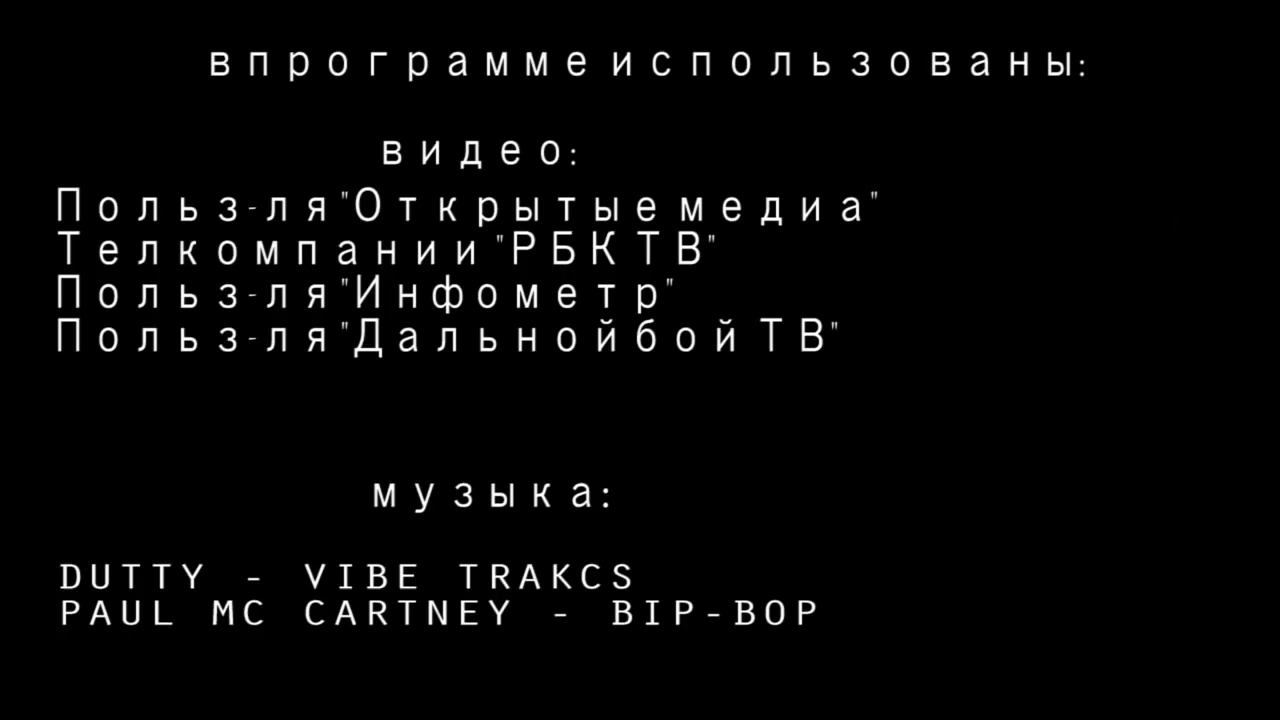 в программе использованы:
видео:
Польз-ля "Открытые медиа"
Телкомпании "РБК ТВ"
Польз-ля "Инфометр"
Польз-ля "Дальнойбой ТВ"
музыка:
DUTTY - VIBE TRAKCS
PAUL MC CARTNEY - BIP-BOP